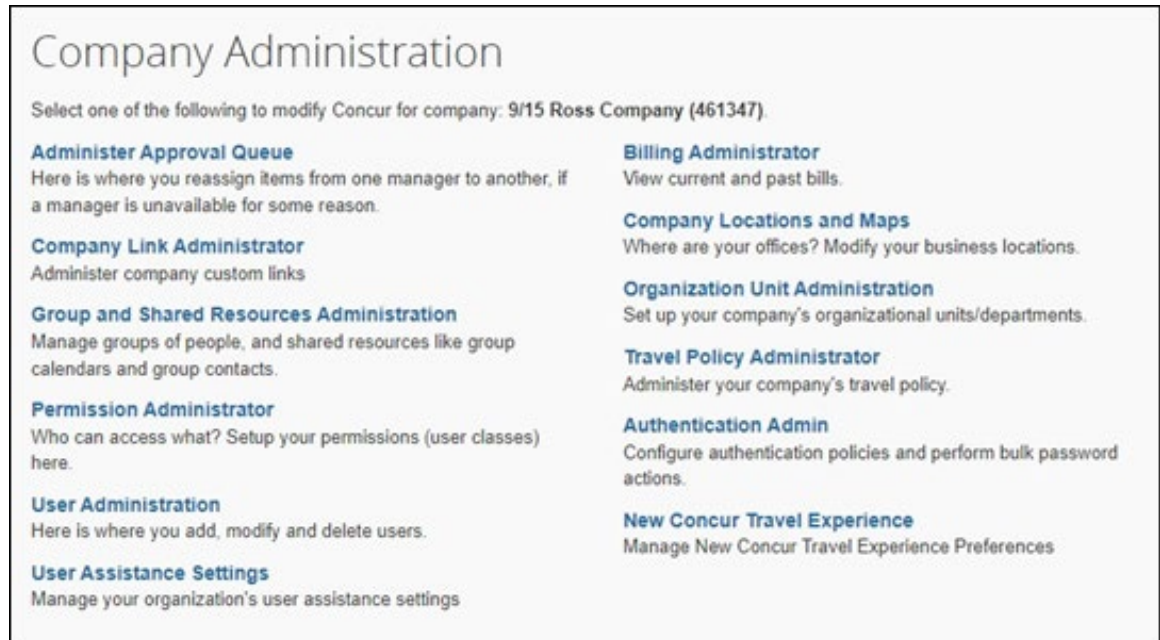 Company Administration
Select one of the following to modify Concur for company: 9/15 Ross Company (461347).
Administer Approval Queue
Here is where you reassign items from one manager to another, if
a manager is unavailable for some reason.
Company Link Administrator
Administer company custom links
Group and Shared Resources Administration
Manage groups of people, and shared resources like group
calendars and group contacts.
Permission Administrator
Who can access what? Setup your permissions (user classes)
here.
User Administration
Here is where you add, modify and delete users.
User Assistance Settings
Manage your organization's user assistance settings
Billing Administrator
View current and past bills.
Company Locations and Maps
Where are your offices? Modify your business locations.
Organization Unit Administration
Set up your company's organizational units/departments.
Travel Policy Administrator
Administer your company's travel policy.
Authentication Admin
Configure authentication policies and perform bulk password
actions.
New Concur Travel Experience
Manage New Concur Travel Experience Preferences